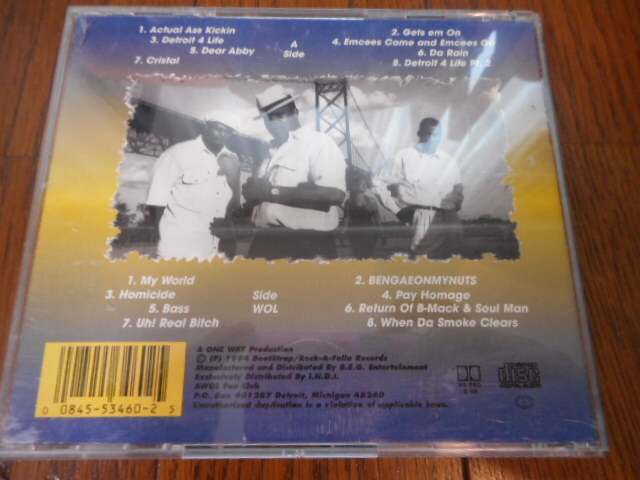 1. Actual Ass Kickin
2. Gets em On
3. Detroit 4 Life
4. Emcees Come and Emcees Go
5. Dear Abby
6. Da Rain
7. Cristal
8. Detroit 4 Life Pt. 2
A
Side
1. My World
2. BENGAEONMYNUTS
3. Homicide
4. Pay Homage
5. Bass
6. Return Of B-Mack & Soul Man
7. Uh! Real Bitch
8. When Da Smoke Clears
Side
WOL
A ONE WAY Production
© (P) 1994 BootStrap/Rock-A-Fella Records
Manufactured and Distributed By B.E.G. Entertainment
Exclusively Distributed By I.N.D.I.
AWOL Fan Club
P.O. Box 401287 Detroit, Michigan 48240
Unauthorized duplication is a violation of applicable laws.
0 0845-53460-2 5
COMPACT
disc